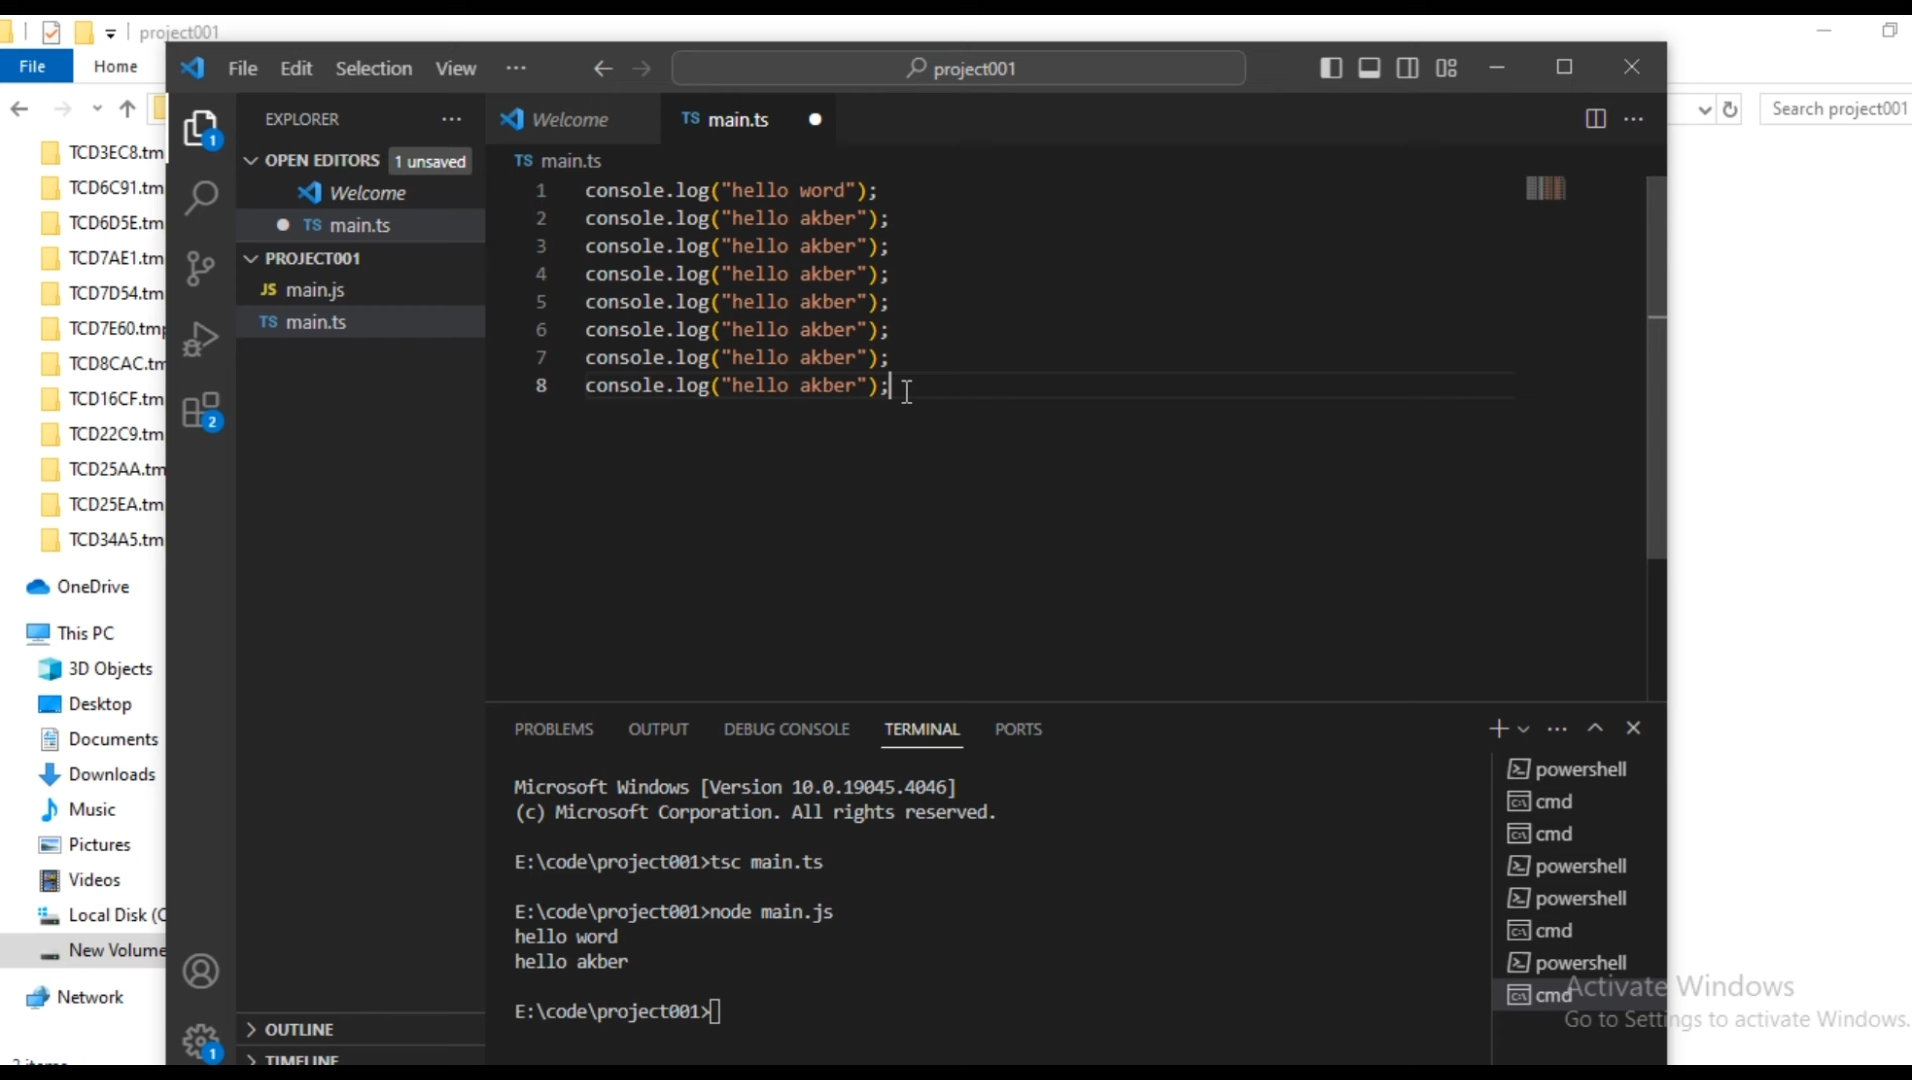 project001
File Home
Search project001
TCD3EC8.tm
TCD6C91.tm
TCD6D5E.tm
TCD7AE1.tm
TCD7D54.tm
TCD7E60.tmp
TCD8CAC.tm
TCD16CF.tm
TCD22C9.tm
TCD25AA.tm
TCD25EA.tm
TCD34A5.tm
OneDrive
This PC
3D Objects
Desktop
Documents
Downloads
Music
Pictures
Videos
Local Disk (C
New Volume
Network
File Edit Selection View ··· project001
1
2
1
EXPLORER ···
OPEN EDITORS 1 unsaved
Welcome
TS main.ts
PROJECT001
JS main.js
TS main.ts
OUTLINE
TIMELINE
Welcome TS main.ts
TS main.ts
1 console.log("hello word");
2 console.log("hello akber");
3 console.log("hello akber");
4 console.log("hello akber");
5 console.log("hello akber");
6 console.log("hello akber");
7 console.log("hello akber");
8 console.log("hello akber");
PROBLEMS OUTPUT DEBUG CONSOLE TERMINAL PORTS
Microsoft Windows [Version 10.0.19045.4046]
(c) Microsoft Corporation. All rights reserved.
E:\code\project001>tsc main.ts
E:\code\project001>node main.js
hello word
hello akber
E:\code\project001>
powershell
cmd
cmd
powershell
powershell
cmd
powershell
cmd
Activate Windows
Go to Settings to activate Windows.